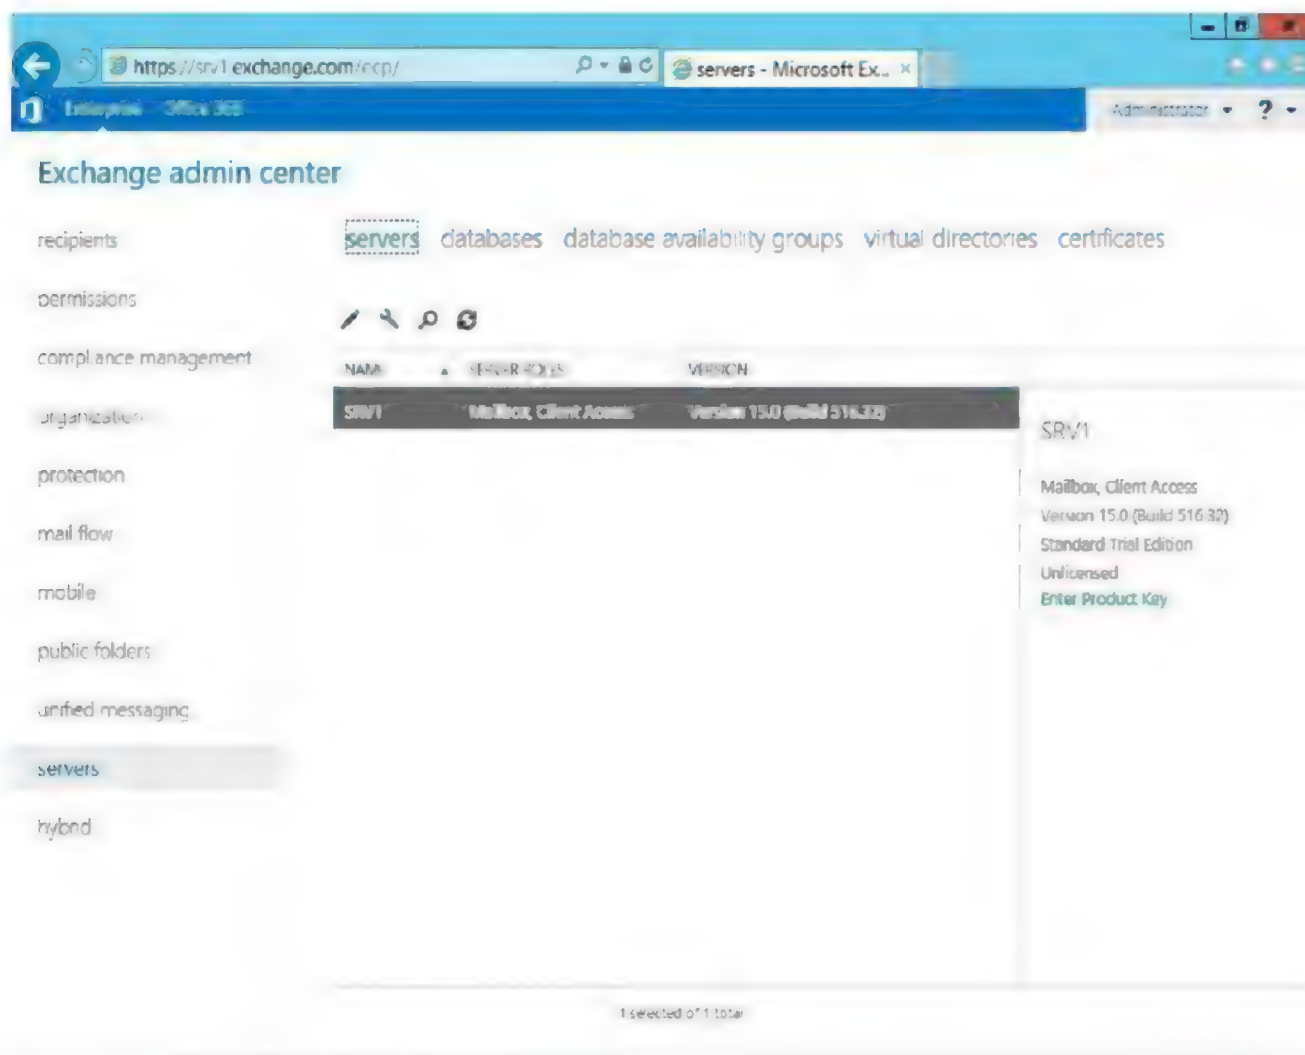 https://srv1.exchange.com/ecp/
servers - Microsoft Ex...
Enterprise Office 365
Administrator ?
Exchange admin center
servers databases database availability groups virtual directories certificates
recipients
permissions
compliance management
organization
protection
mail flow
mobile
public folders
unified messaging
servers
hybrid
NAME SERVER ROLES VERSION
SRV1 Mailbox, Client Access Version 15.0 (Build 516.32)
SRV1
Mailbox, Client Access
Version 15.0 (Build 516.32)
Standard Trial Edition
Unlicensed
Enter Product Key
1 selected of 1 total